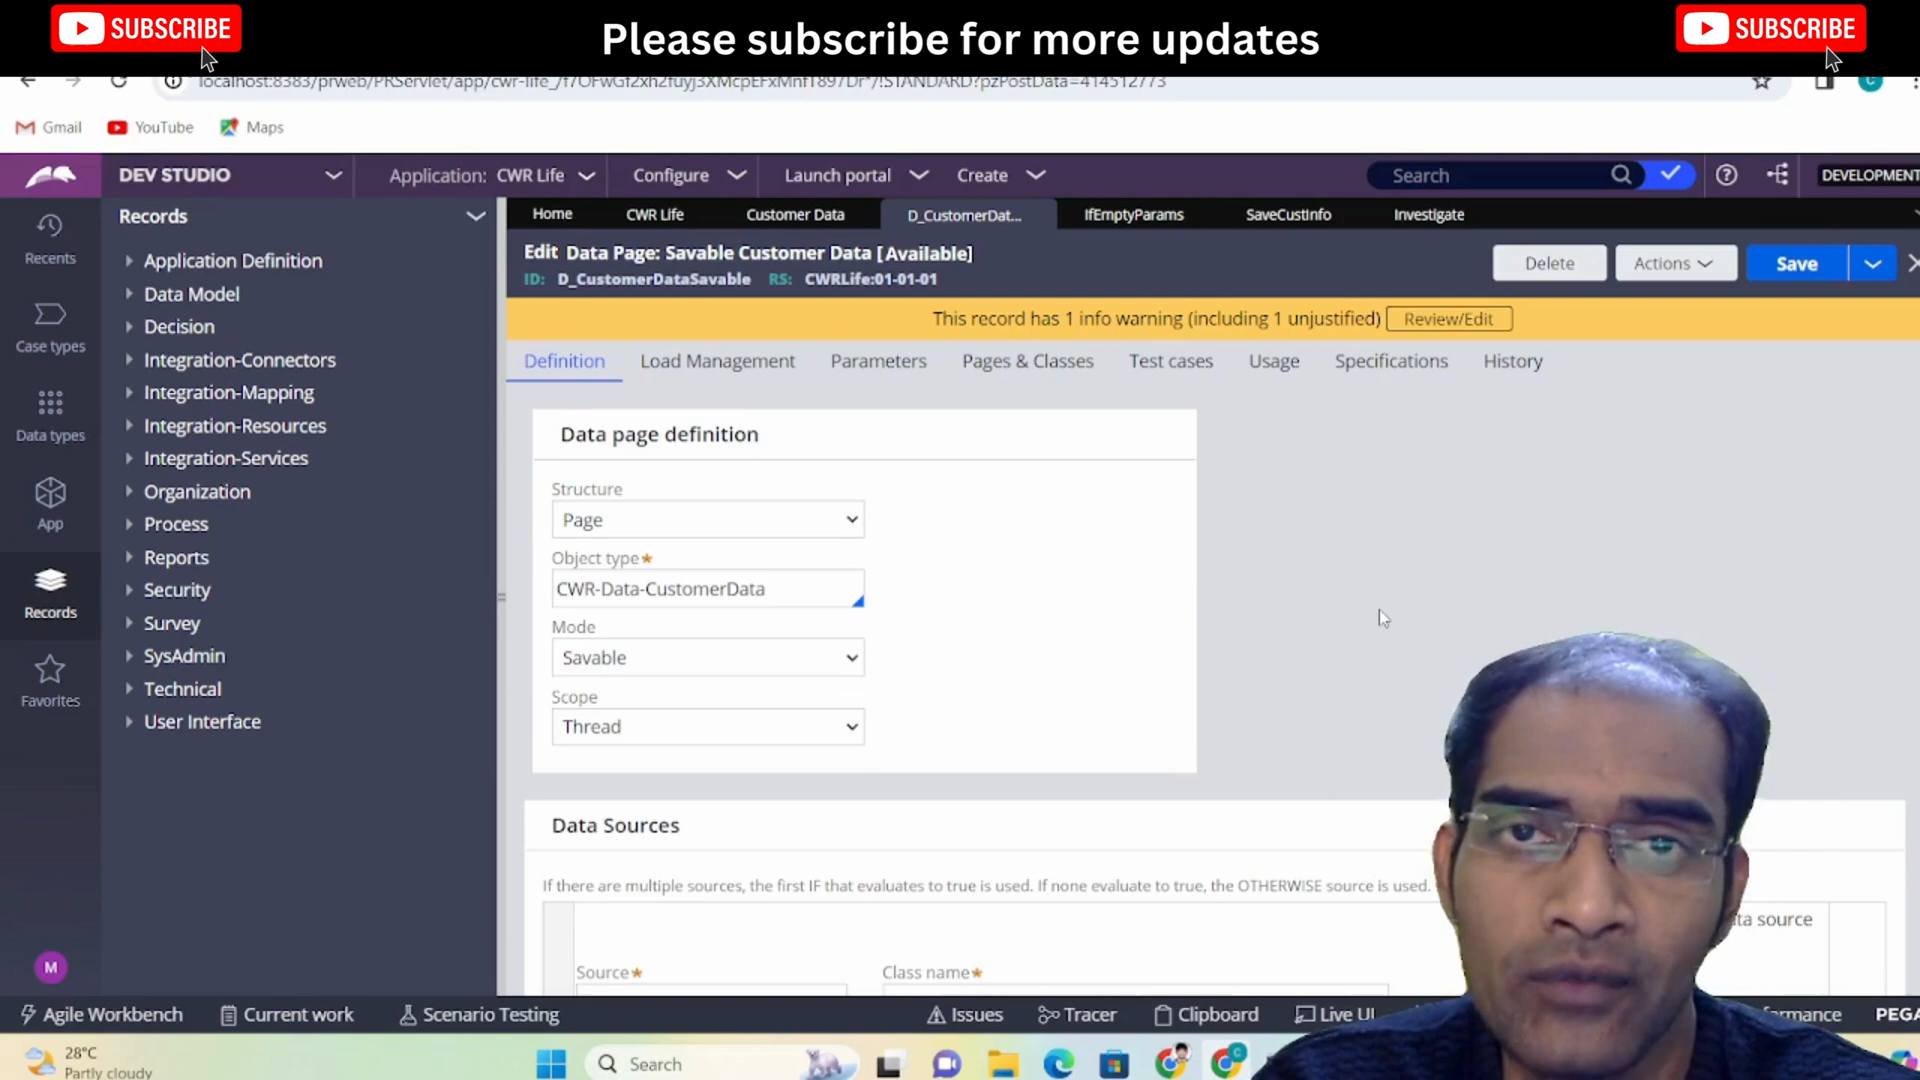 SUBSCRIBE
Please subscribe for more updates
SUBSCRIBE
Gmail
YouTube
Maps
DEV STUDIO
Application: CWR Life
Configure
Launch portal
Create
Search
DEVELOPMENT
Recents
Case types
Data types
App
Records
Favorites
M
Records
Application Definition
Data Model
Decision
Integration-Connectors
Integration-Mapping
Integration-Resources
Integration-Services
Organization
Process
Reports
Security
Survey
SysAdmin
Technical
User Interface
Home
CWR Life
Customer Data
D_CustomerDat...
IfEmptyParams
SaveCustInfo
Investigate
Edit Data Page: Savable Customer Data [Available]
ID: D_CustomerDataSavable RS: CWRLife:01-01-01
Delete
Actions
Save
This record has 1 info warning (including 1 unjustified)
Review/Edit
Definition
Load Management
Parameters
Pages & Classes
Test cases
Usage
Specifications
History
Data page definition
Structure
Page
Object type*
CWR-Data-CustomerData
Mode
Savable
Scope
Thread
Data Sources
If there are multiple sources, the first IF that evaluates to true is used. If none evaluate to true, the OTHERWISE source is used.
ta source
Source*
Class name*
Agile Workbench
Current work
Scenario Testing
Issues
Tracer
Clipboard
Live UI
ormance
PEGA
28°C
Partly cloudy
Search